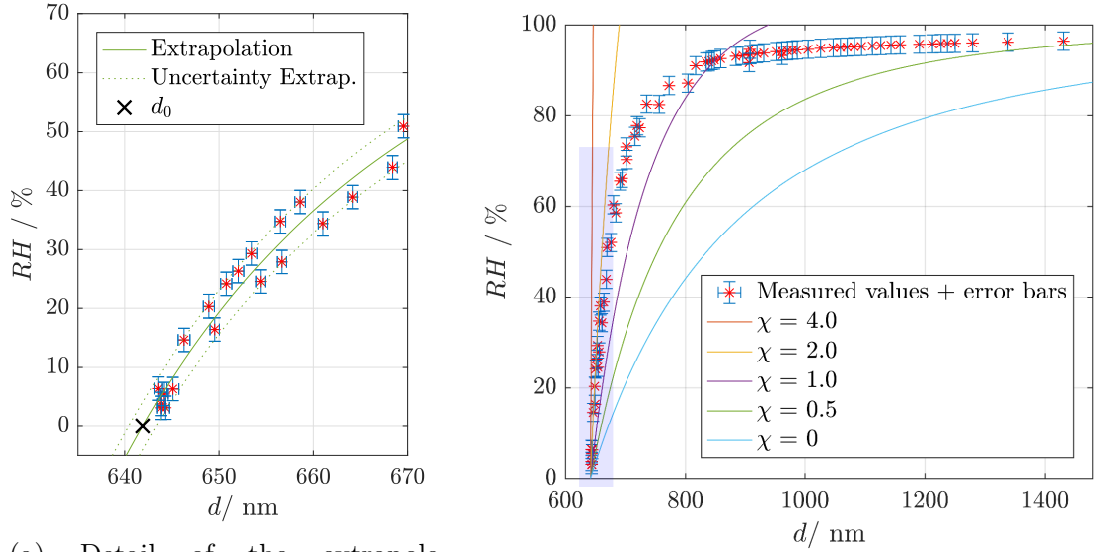 70
60
50
40
30
20
10
0
RH / %
Extrapolation
Uncertainty Extrap.
d₀
640 650 660 670
d/ nm
100
80
60
40
20
0
RH / %
Measured values + error bars
χ = 4.0
χ = 2.0
χ = 1.0
χ = 0.5
χ = 0
600 800 1000 1200 1400
d/ nm
(a) Detail of the extrapola